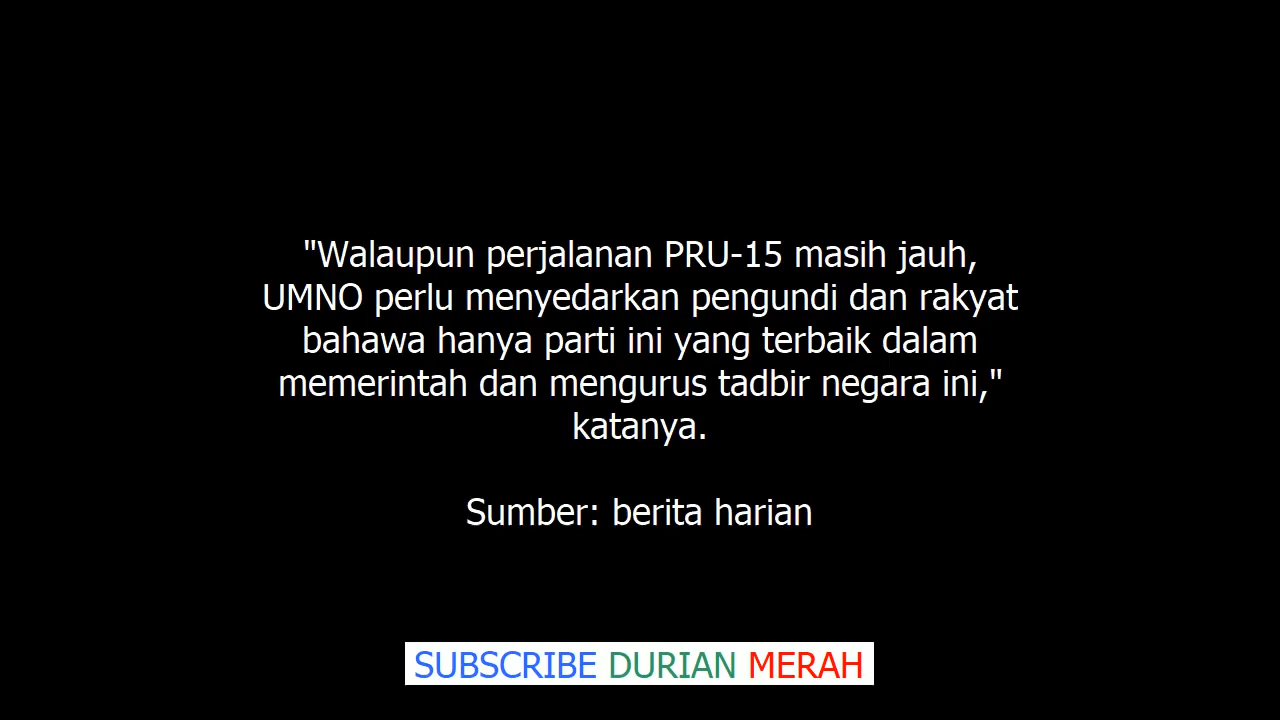 "Walaupun perjalanan PRU-15 masih jauh,
UMNO perlu menyedarkan pengundi dan rakyat
bahawa hanya parti ini yang terbaik dalam
memerintah dan mengurus tadbir negara ini,"
katanya.
Sumber: berita harian
SUBSCRIBE DURIAN MERAH